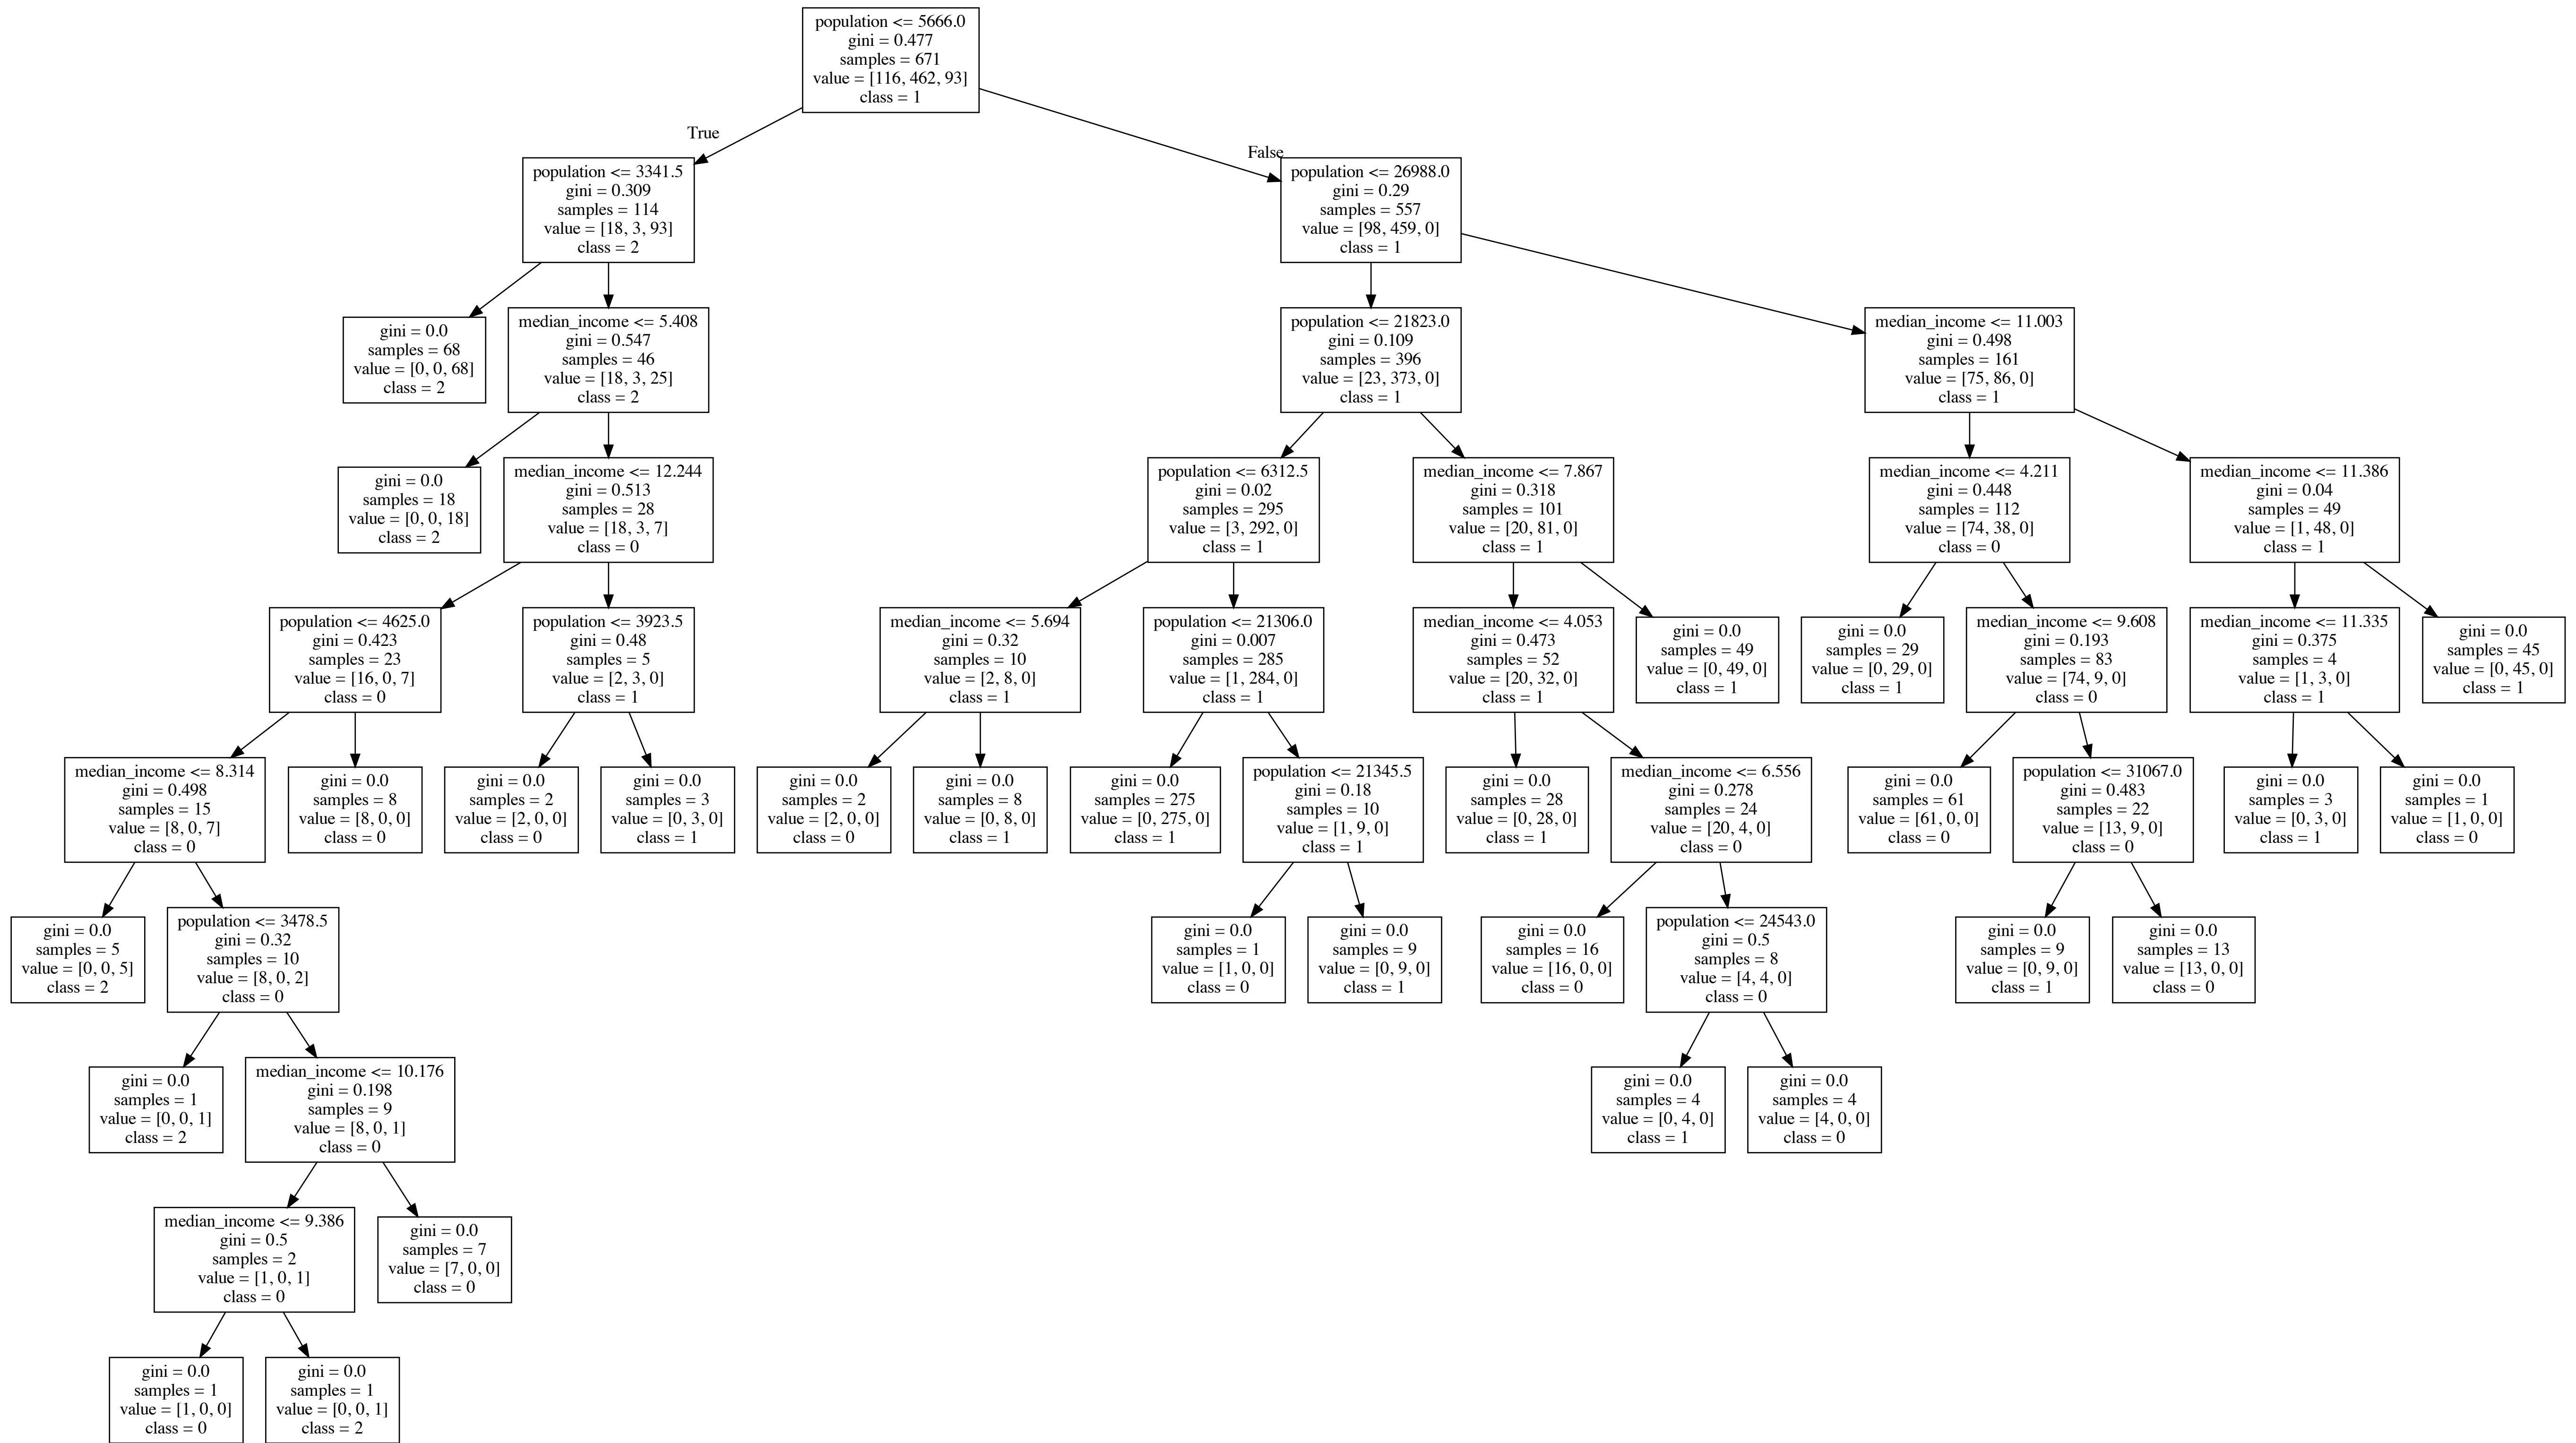 population <= 5666.0
gini = 0.477
samples = 671
value = [116, 462, 93]
class = 1
True
False
population <= 3341.5
gini = 0.309
samples = 114
value = [18, 3, 93]
class = 2
population <= 26988.0
gini = 0.29
samples = 557
value = [98, 459, 0]
class = 1
gini = 0.0
samples = 68
value = [0, 0, 68]
class = 2
median_income <= 5.408
gini = 0.547
samples = 46
value = [18, 3, 25]
class = 2
population <= 21823.0
gini = 0.109
samples = 396
value = [23, 373, 0]
class = 1
median_income <= 11.003
gini = 0.498
samples = 161
value = [75, 86, 0]
class = 1
gini = 0.0
samples = 18
value = [0, 0, 18]
class = 2
median_income <= 12.244
gini = 0.513
samples = 28
value = [18, 3, 7]
class = 0
population <= 6312.5
gini = 0.02
samples = 295
value = [3, 292, 0]
class = 1
median_income <= 7.867
gini = 0.318
samples = 101
value = [20, 81, 0]
class = 1
median_income <= 4.211
gini = 0.448
samples = 112
value = [74, 38, 0]
class = 0
median_income <= 11.386
gini = 0.04
samples = 49
value = [1, 48, 0]
class = 1
population <= 4625.0
gini = 0.423
samples = 23
value = [16, 0, 7]
class = 0
population <= 3923.5
gini = 0.48
samples = 5
value = [2, 3, 0]
class = 1
median_income <= 5.694
gini = 0.32
samples = 10
value = [2, 8, 0]
class = 1
population <= 21306.0
gini = 0.007
samples = 285
value = [1, 284, 0]
class = 1
median_income <= 4.053
gini = 0.473
samples = 52
value = [20, 32, 0]
class = 1
gini = 0.0
samples = 49
value = [0, 49, 0]
class = 1
gini = 0.0
samples = 29
value = [0, 29, 0]
class = 1
median_income <= 9.608
gini = 0.193
samples = 83
value = [74, 9, 0]
class = 0
median_income <= 11.335
gini = 0.375
samples = 4
value = [1, 3, 0]
class = 1
gini = 0.0
samples = 45
value = [0, 45, 0]
class = 1
median_income <= 8.314
gini = 0.498
samples = 15
value = [8, 0, 7]
class = 0
gini = 0.0
samples = 8
value = [8, 0, 0]
class = 0
gini = 0.0
samples = 2
value = [2, 0, 0]
class = 0
gini = 0.0
samples = 3
value = [0, 3, 0]
class = 1
gini = 0.0
samples = 2
value = [2, 0, 0]
class = 0
gini = 0.0
samples = 8
value = [0, 8, 0]
class = 1
gini = 0.0
samples = 275
value = [0, 275, 0]
class = 1
population <= 21345.5
gini = 0.18
samples = 10
value = [1, 9, 0]
class = 1
gini = 0.0
samples = 28
value = [0, 28, 0]
class = 1
median_income <= 6.556
gini = 0.278
samples = 24
value = [20, 4, 0]
class = 0
gini = 0.0
samples = 61
value = [61, 0, 0]
class = 0
population <= 31067.0
gini = 0.483
samples = 22
value = [13, 9, 0]
class = 0
gini = 0.0
samples = 3
value = [0, 3, 0]
class = 1
gini = 0.0
samples = 1
value = [1, 0, 0]
class = 0
gini = 0.0
samples = 5
value = [0, 0, 5]
class = 2
population <= 3478.5
gini = 0.32
samples = 10
value = [8, 0, 2]
class = 0
gini = 0.0
samples = 1
value = [1, 0, 0]
class = 0
gini = 0.0
samples = 9
value = [0, 9, 0]
class = 1
gini = 0.0
samples = 16
value = [16, 0, 0]
class = 0
population <= 24543.0
gini = 0.5
samples = 8
value = [4, 4, 0]
class = 0
gini = 0.0
samples = 9
value = [0, 9, 0]
class = 1
gini = 0.0
samples = 13
value = [13, 0, 0]
class = 0
gini = 0.0
samples = 1
value = [0, 0, 1]
class = 2
median_income <= 10.176
gini = 0.198
samples = 9
value = [8, 0, 1]
class = 0
gini = 0.0
samples = 4
value = [0, 4, 0]
class = 1
gini = 0.0
samples = 4
value = [4, 0, 0]
class = 0
median_income <= 9.386
gini = 0.5
samples = 2
value = [1, 0, 1]
class = 0
gini = 0.0
samples = 7
value = [7, 0, 0]
class = 0
gini = 0.0
samples = 1
value = [1, 0, 0]
class = 0
gini = 0.0
samples = 1
value = [0, 0, 1]
class = 2